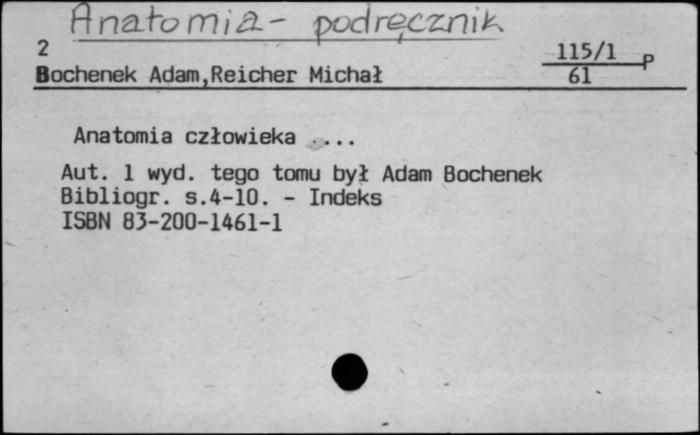 Anatomia - podręcznik
2
115/1 P
61
Bochenek Adam,Reicher Michał
Anatomia człowieka ....
Aut. 1 wyd. tego tomu był Adam Bochenek
Bibliogr. s.4-10. - Indeks
ISBN 83-200-1461-1